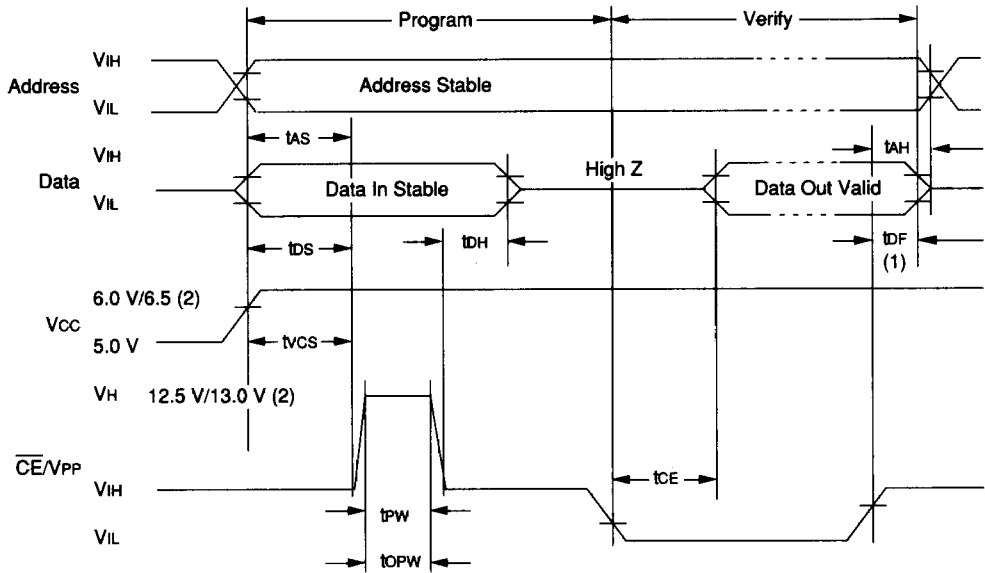 Program
Verify
Address
VIH
VIL
Address Stable
tAS
tAH
Data
VIH
VIL
Data In Stable
High Z
Data Out Valid
tDS
tDH
tDF
(1)
VCC
6.0 V/6.5 (2)
5.0 V
tVCS
VH
12.5 V/13.0 V (2)
CE/VPP
VIH
VIL
tCE
tPW
tOPW